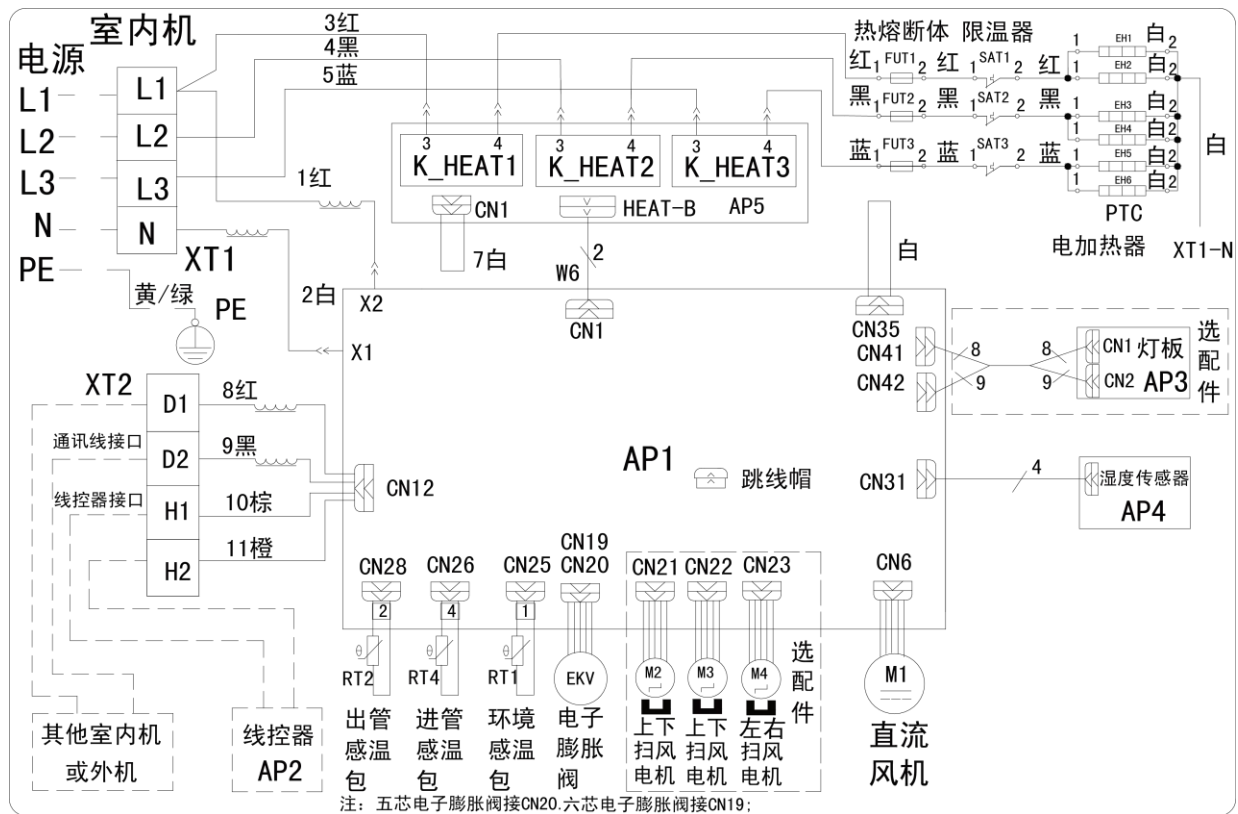 室内机
电源
L1
L2
L3
N
PE
L1
L2
L3
N
XT1
3红
4黑
5蓝
1红
黄/绿
PE
2白
X2
X1
3
4
K_HEAT1
3
4
K_HEAT2
3
4
K_HEAT3
CN1
HEAT-B
AP5
7白
W6
2
CN1
热熔断体
限温器
红
1
FUT1
2
红
1
SAT1
2
红
黑
1
FUT2
2
黑
1
SAT2
2
黑
蓝
1
FUT3
2
蓝
1
SAT3
2
蓝
1
EH1
白
2
EH2
白
2
EH3
白
EH4
白
EH5
白
2
1
EH6
白
2
PTC
电加热器
白
XT1-N
白
CN35
CN41
CN42
8
9
8
9
CN1
灯板
CN2
AP3
选配件
XT2
D1
D2
H1
H2
通讯线接口
线控器接口
8红
9黑
10棕
11橙
CN12
AP1
跳线帽
CN31
4
湿度传感器
AP4
CN28
CN26
CN25
CN19
CN20
CN21
CN22
CN23
CN6
2
4
1
θ
RT2
θ
RT4
θ
RT1
EKV
M2
M3
M4
M1
其他室内机
或外机
线控器
AP2
出管
感温
包
进管
感温
包
环境
感温
包
电子
膨胀
阀
上下
扫风
电机
上下
扫风
电机
左右
扫风
电机
选配件
直流
风机
注: 五芯电子膨胀阀接CN20.六芯电子膨胀阀接CN19;